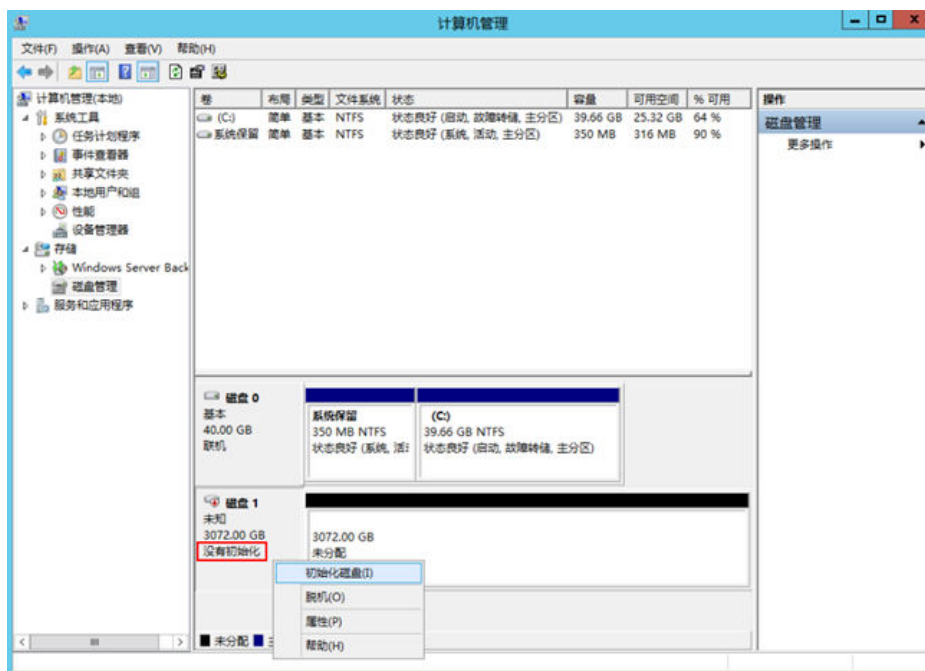 计算机管理
文件(F) 操作(A) 查看(V) 帮助(H)
计算机管理(本地)
系统工具
任务计划程序
事件查看器
共享文件夹
本地用户和组
性能
设备管理器
存储
Windows Server Back
磁盘管理
服务和应用程序
卷 布局 类型 文件系统 状态 容量 可用空间 % 可用
(C:) 简单 基本 NTFS 状态良好 (启动, 故障转储, 主分区) 39.66 GB 25.32 GB 64 %
系统保留 简单 基本 NTFS 状态良好 (系统, 活动, 主分区) 350 MB 316 MB 90 %
操作
磁盘管理
更多操作
磁盘 0
基本
40.00 GB
联机
系统保留
350 MB NTFS
状态良好 (系统, 活
(C:)
39.66 GB NTFS
状态良好 (启动, 故障转储, 主分区)
磁盘 1
未知
3072.00 GB
没有初始化
3072.00 GB
未分配
初始化磁盘(I)
脱机(O)
属性(P)
帮助(H)
未分配